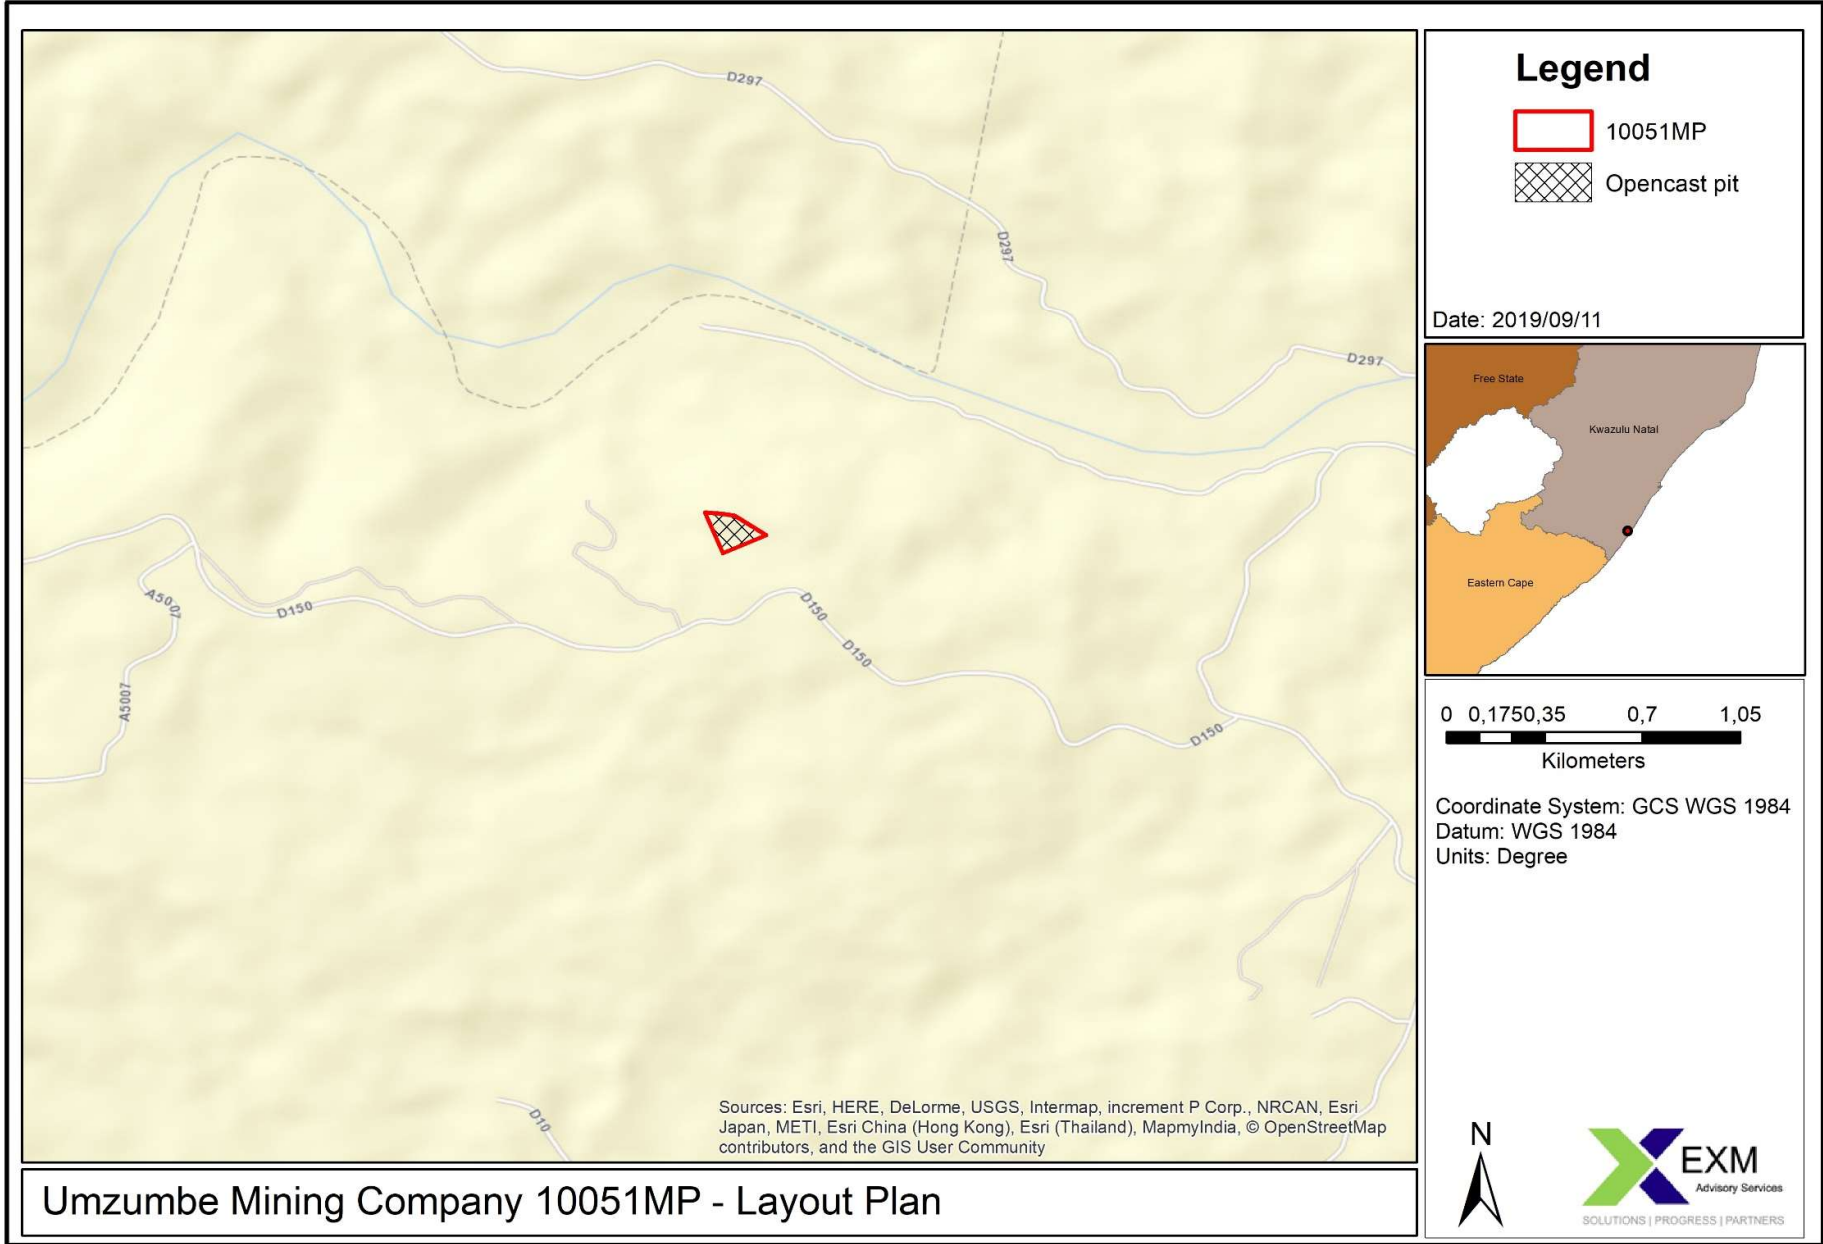 D297
D297
D297
A5007
A5007
D150
D150
D150
D150
D10
Sources: Esri, HERE, DeLorme, USGS, Intermap, increment P Corp., NRCAN, Esri
Japan, METI, Esri China (Hong Kong), Esri (Thailand), MapmyIndia, © OpenStreetMap
contributors, and the GIS User Community
Umzumbe Mining Company 10051MP - Layout Plan
Legend
10051MP
Opencast pit
Date: 2019/09/11
Free State
Kwazulu Natal
Eastern Cape
0 0,1750,35 0,7 1,05
Kilometers
Coordinate System: GCS WGS 1984
Datum: WGS 1984
Units: Degree
N
EXM
Advisory Services
SOLUTIONS | PROGRESS | PARTNERS